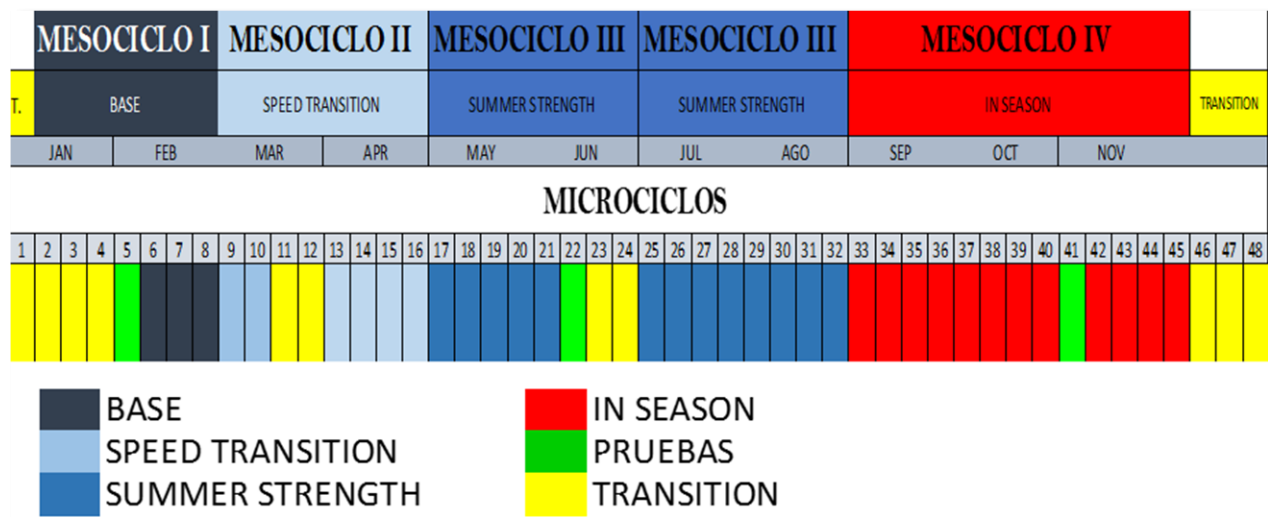 MESOCICLO I MESOCICLO II MESOCICLO III MESOCICLO III MESOCICLO IV
T. BASE SPEED TRANSITION SUMMER STRENGTH SUMMER STRENGTH IN SEASON TRANSITION
JAN FEB MAR APR MAY JUN JUL AGO SEP OCT NOV
MICROCICLOS
1 2 3 4 5 6 7 8 9 10 11 12 13 14 15 16 17 18 19 20 21 22 23 24 25 26 27 28 29 30 31 32 33 34 35 36 37 38 39 40 41 42 43 44 45 46 47 48
BASE IN SEASON
SPEED TRANSITION PRUEBAS
SUMMER STRENGTH TRANSITION